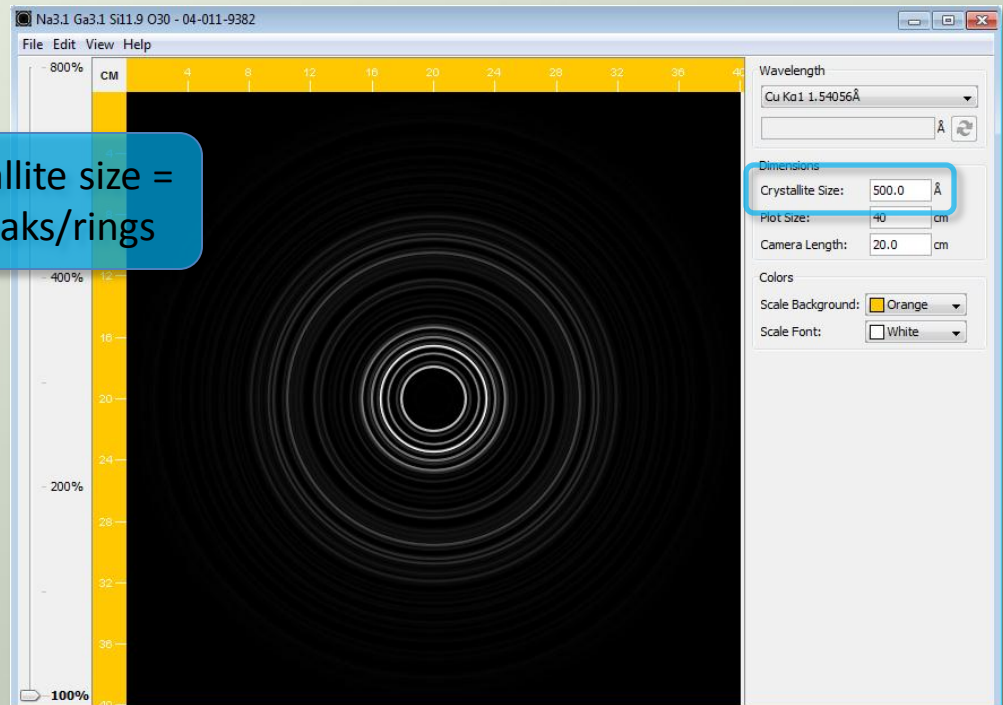 Na3.1 Ga3.1 Si11.9 O30 - 04-011-9382
File Edit View Help
800%
CM
4 8 12 16 20 24 28 32 36 40
Wavelength
Cu Kα1 1.54056Å
Å
allite size =
aks/rings
Dimensions
Crystallite Size: 500.0 Å
Plot Size: 40 cm
Camera Length: 20.0 cm
400%
12
Colors
Scale Background: Orange
16
Scale Font: White
20
24
200%
28
32
36
100%
40